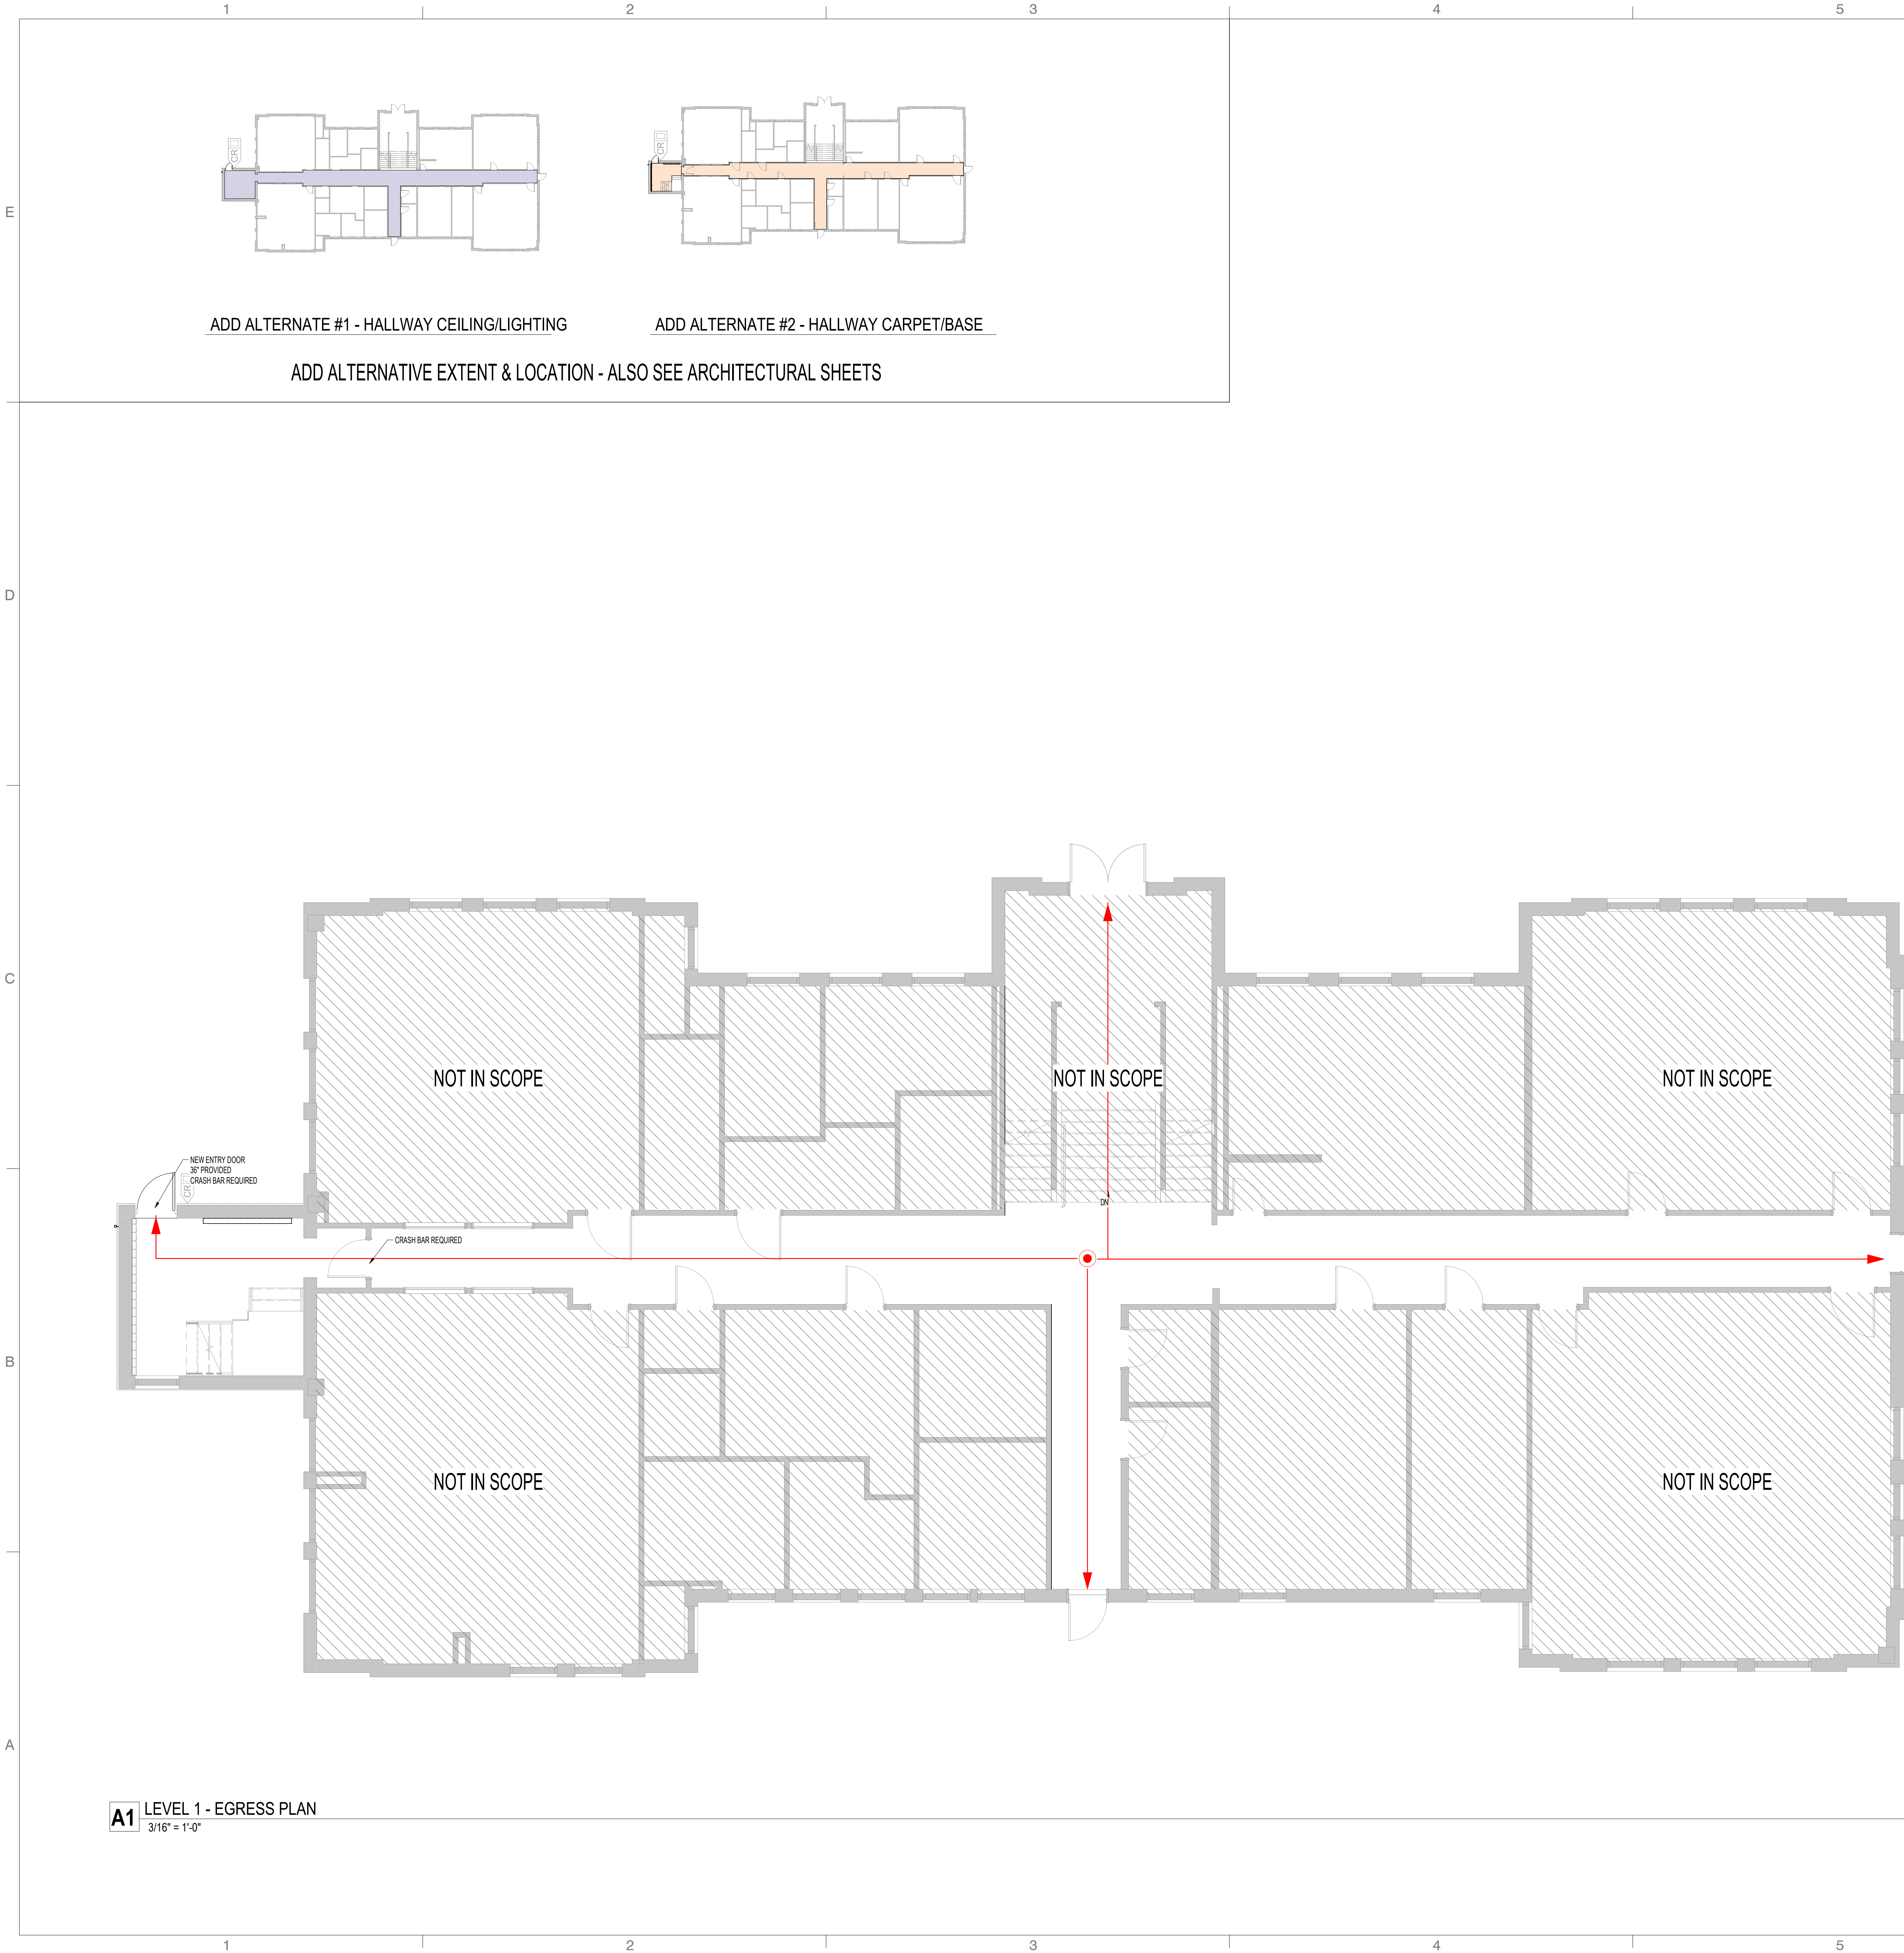 1 2 3 4 5
E
CR
CR
ADD ALTERNATE #1 - HALLWAY CEILING/LIGHTING
ADD ALTERNATE #2 - HALLWAY CARPET/BASE
ADD ALTERNATIVE EXTENT & LOCATION - ALSO SEE ARCHITECTURAL SHEETS
D
C
NOT IN SCOPE
NOT IN SCOPE
NOT IN SCOPE
NEW ENTRY DOOR
36" PROVIDED
CRASH BAR REQUIRED
CR
DN
CRASH BAR REQUIRED
B
NOT IN SCOPE
NOT IN SCOPE
A
A1
LEVEL 1 - EGRESS PLAN
3/16" = 1'-0"
1 2 3 4 5